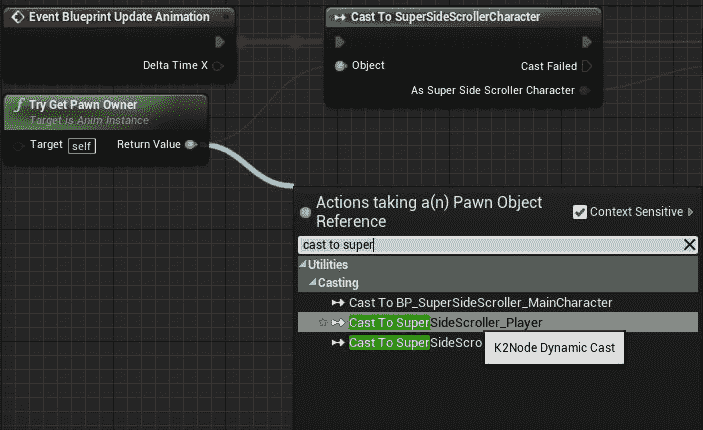 Event Blueprint Update Animation
Delta Time X
Cast To SuperSideScrollerCharacter
Object
Cast Failed
As Super Side Scroller Character
f Try Get Pawn Owner
Target is Anim Instance
Target self
Return Value
Actions taking a(n) Pawn Object
Reference
Context Sensitive
cast to super
Utilities
Casting
Cast To BP_SuperSideScroller_MainCharacter
Cast To SuperSideScroller_Player
Cast To SuperSideScro
K2Node Dynamic Cast